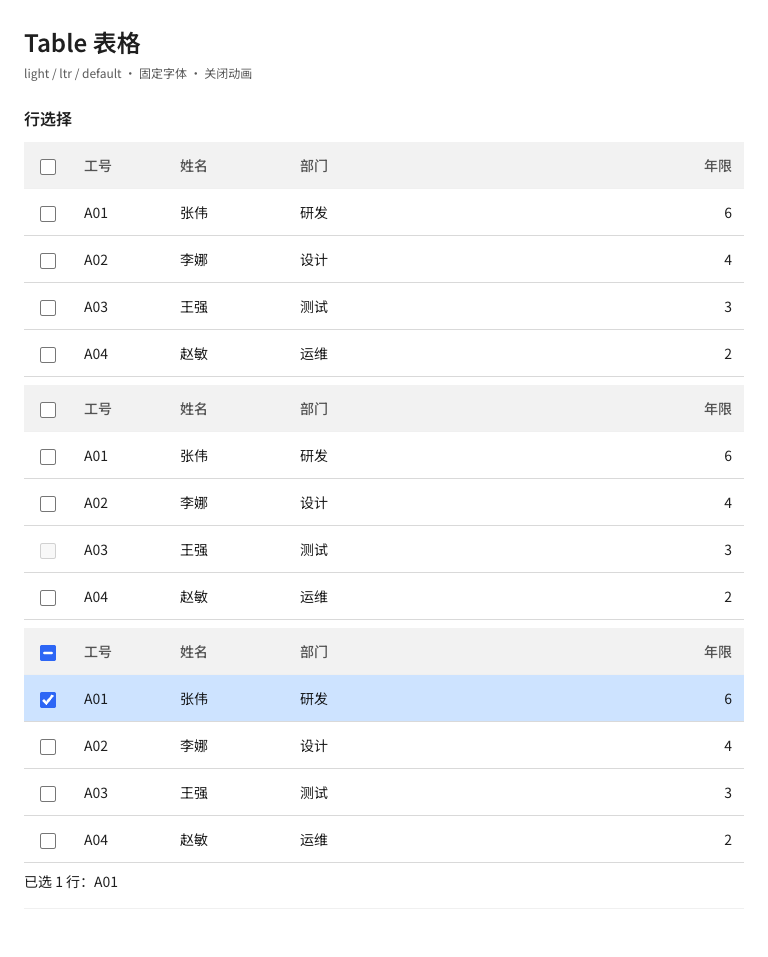 Table 表格
light / ltr / default • 固定字体 • 关闭动画
行选择
工号 姓名 部门 年限
A01 张伟 研发 6
A02 李娜 设计 4
A03 王强 测试 3
A04 赵敏 运维 2
工号 姓名 部门 年限
A01 张伟 研发 6
A02 李娜 设计 4
A03 王强 测试 3
A04 赵敏 运维 2
工号 姓名 部门 年限
A01 张伟 研发 6
A02 李娜 设计 4
A03 王强 测试 3
A04 赵敏 运维 2
已选 1 行：A01